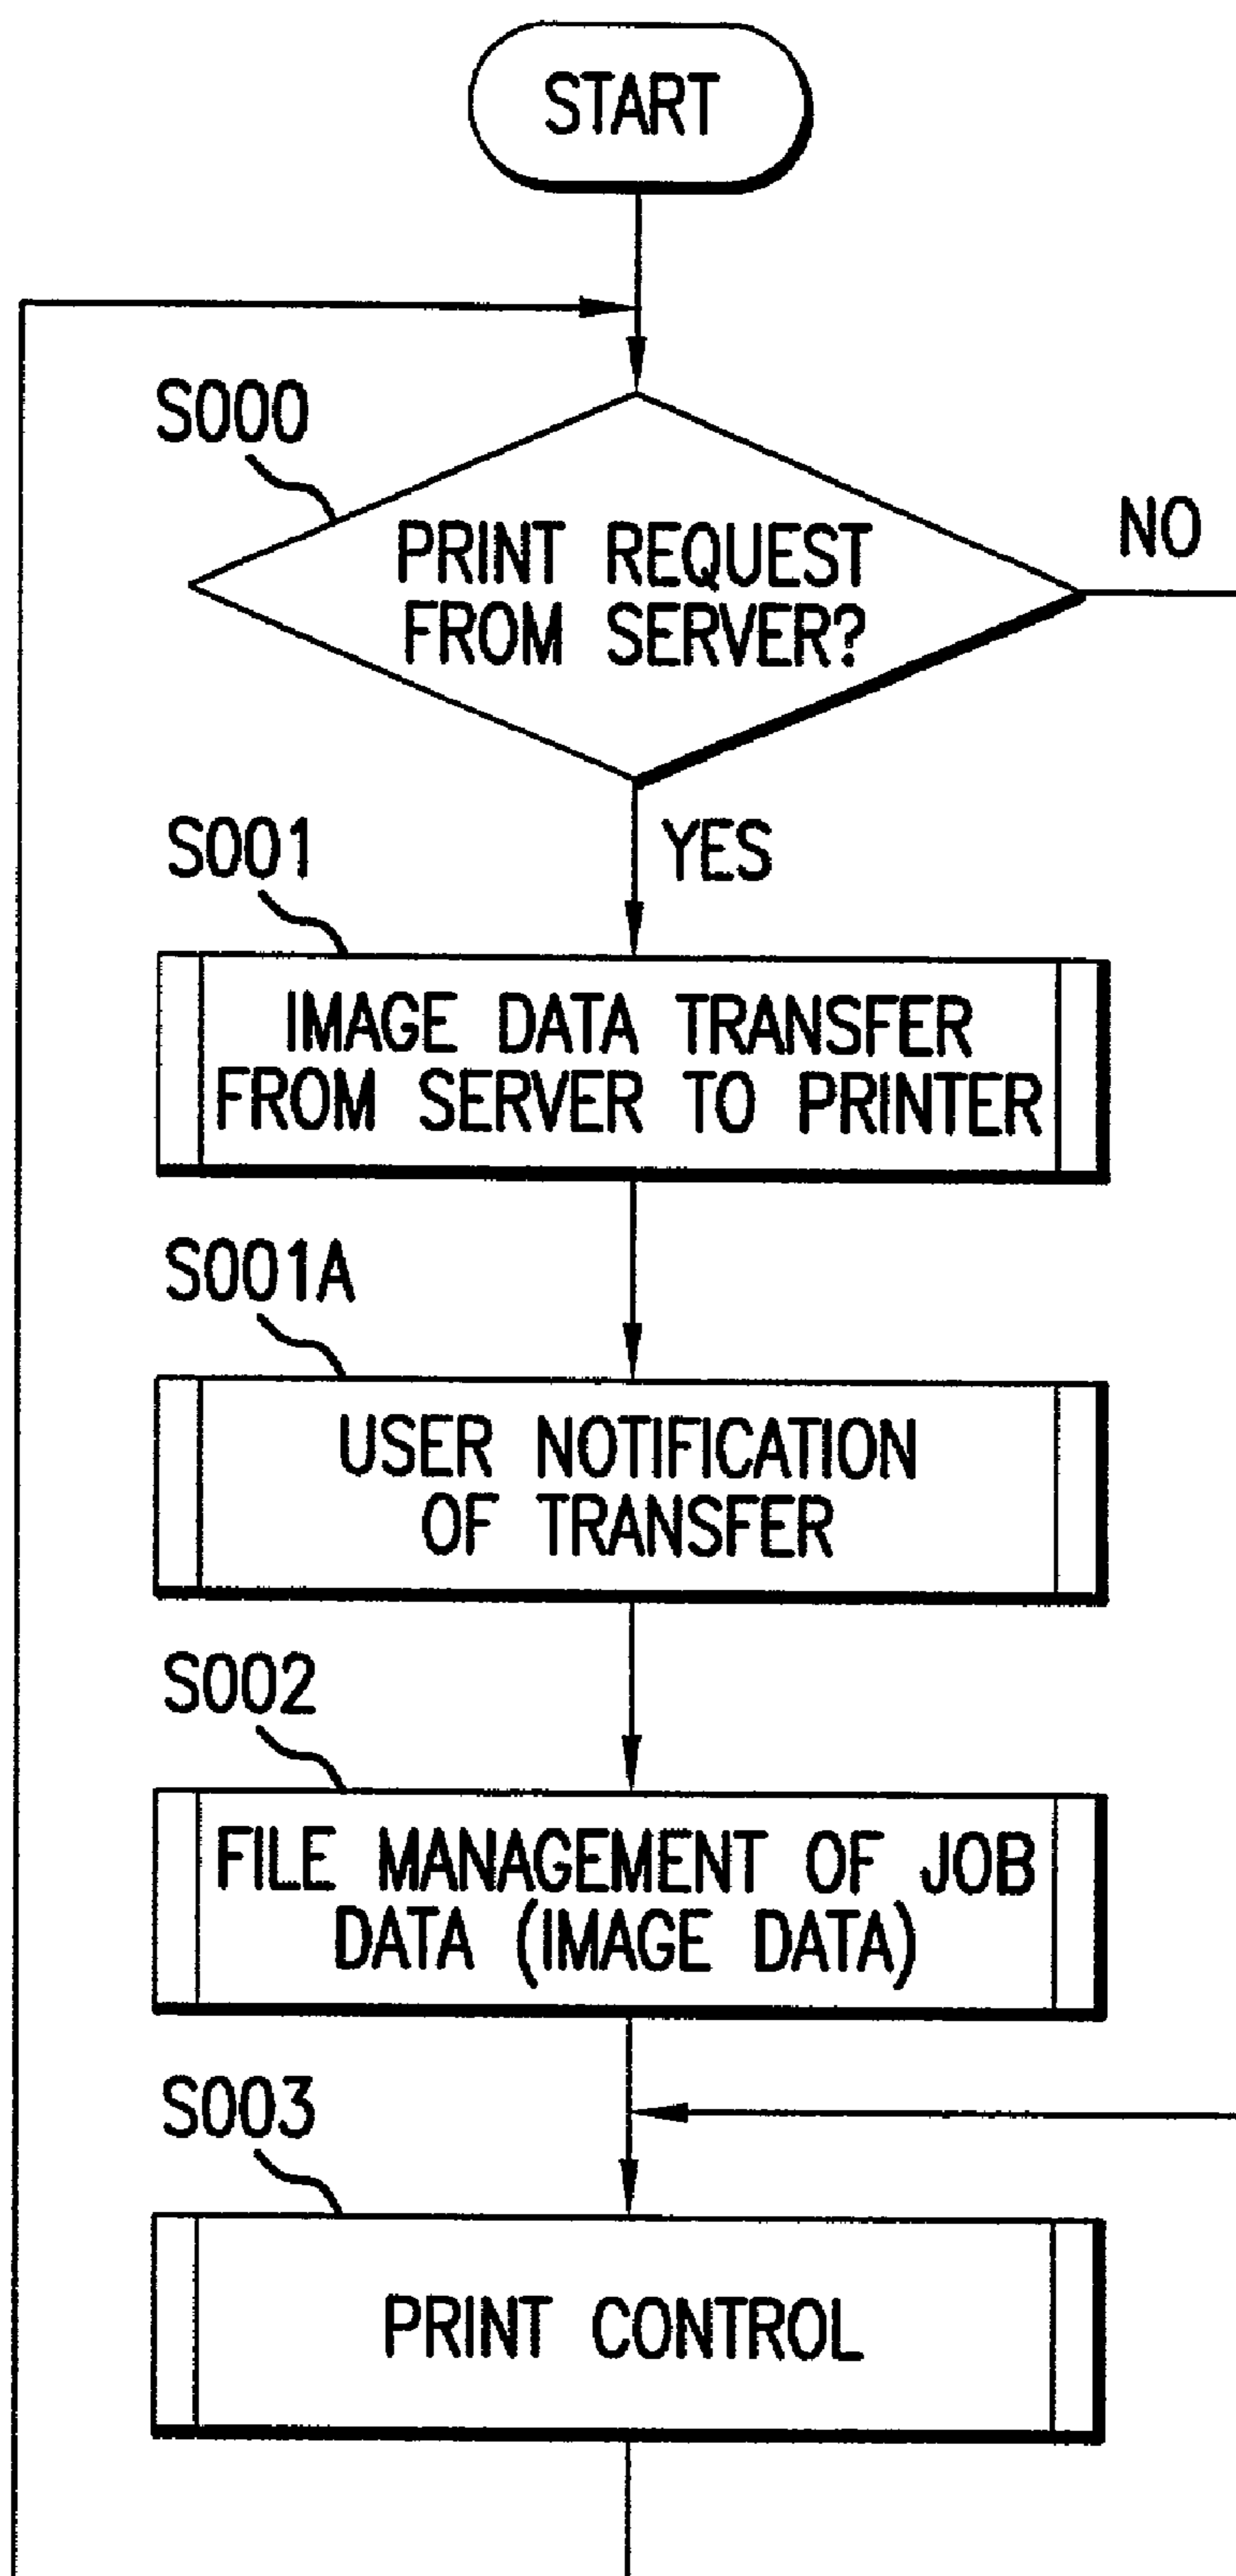 START
S000
PRINT REQUEST
FROM SERVER?
NO
YES
S001
IMAGE DATA TRANSFER
FROM SERVER TO PRINTER
S001A
USER NOTIFICATION
OF TRANSFER
S002
FILE MANAGEMENT OF JOB
DATA (IMAGE DATA)
S003
PRINT CONTROL